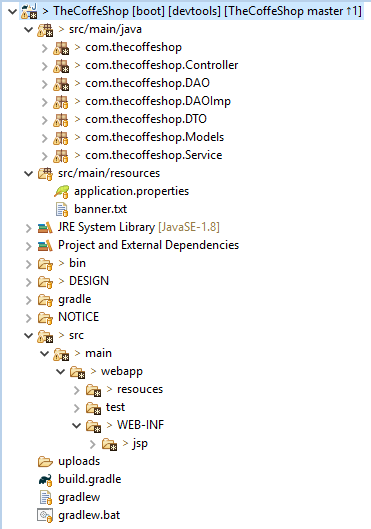 > TheCoffeShop [boot] [devtools] [TheCoffeShop master ↑1]
> src/main/java
> com.thecoffeshop
> com.thecoffeshop.Controller
> com.thecoffeshop.DAO
> com.thecoffeshop.DAOImp
> com.thecoffeshop.DTO
> com.thecoffeshop.Models
> com.thecoffeshop.Service
src/main/resources
application.properties
banner.txt
JRE System Library [JavaSE-1.8]
Project and External Dependencies
> bin
> DESIGN
gradle
NOTICE
> src
> main
> webapp
> resouces
test
> WEB-INF
> jsp
uploads
build.gradle
gradlew
gradlew.bat